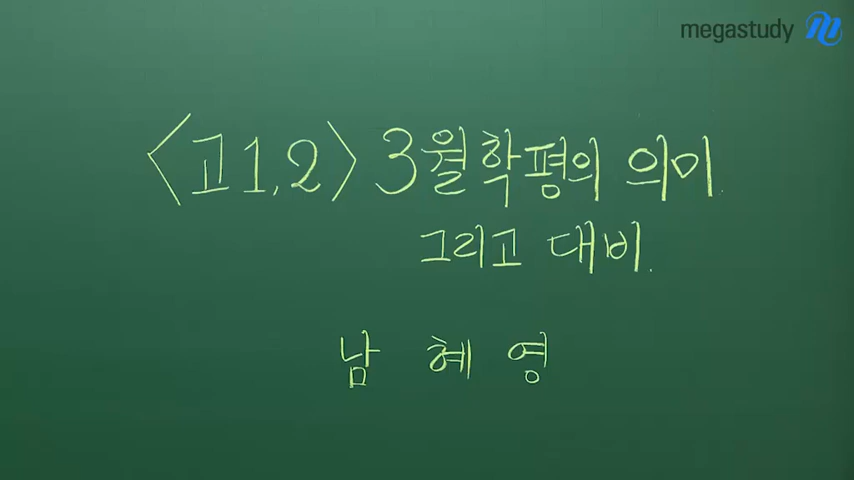 megastudy
<고1,2> 3월학평의 의미.
그리고 대비.
남 혜 영